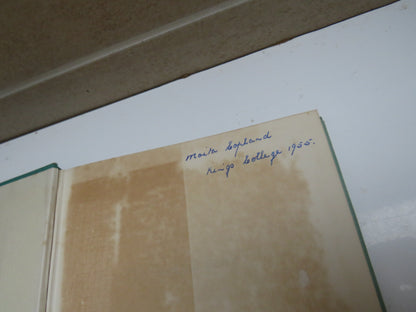 Moira Copland
Kings College 1955.